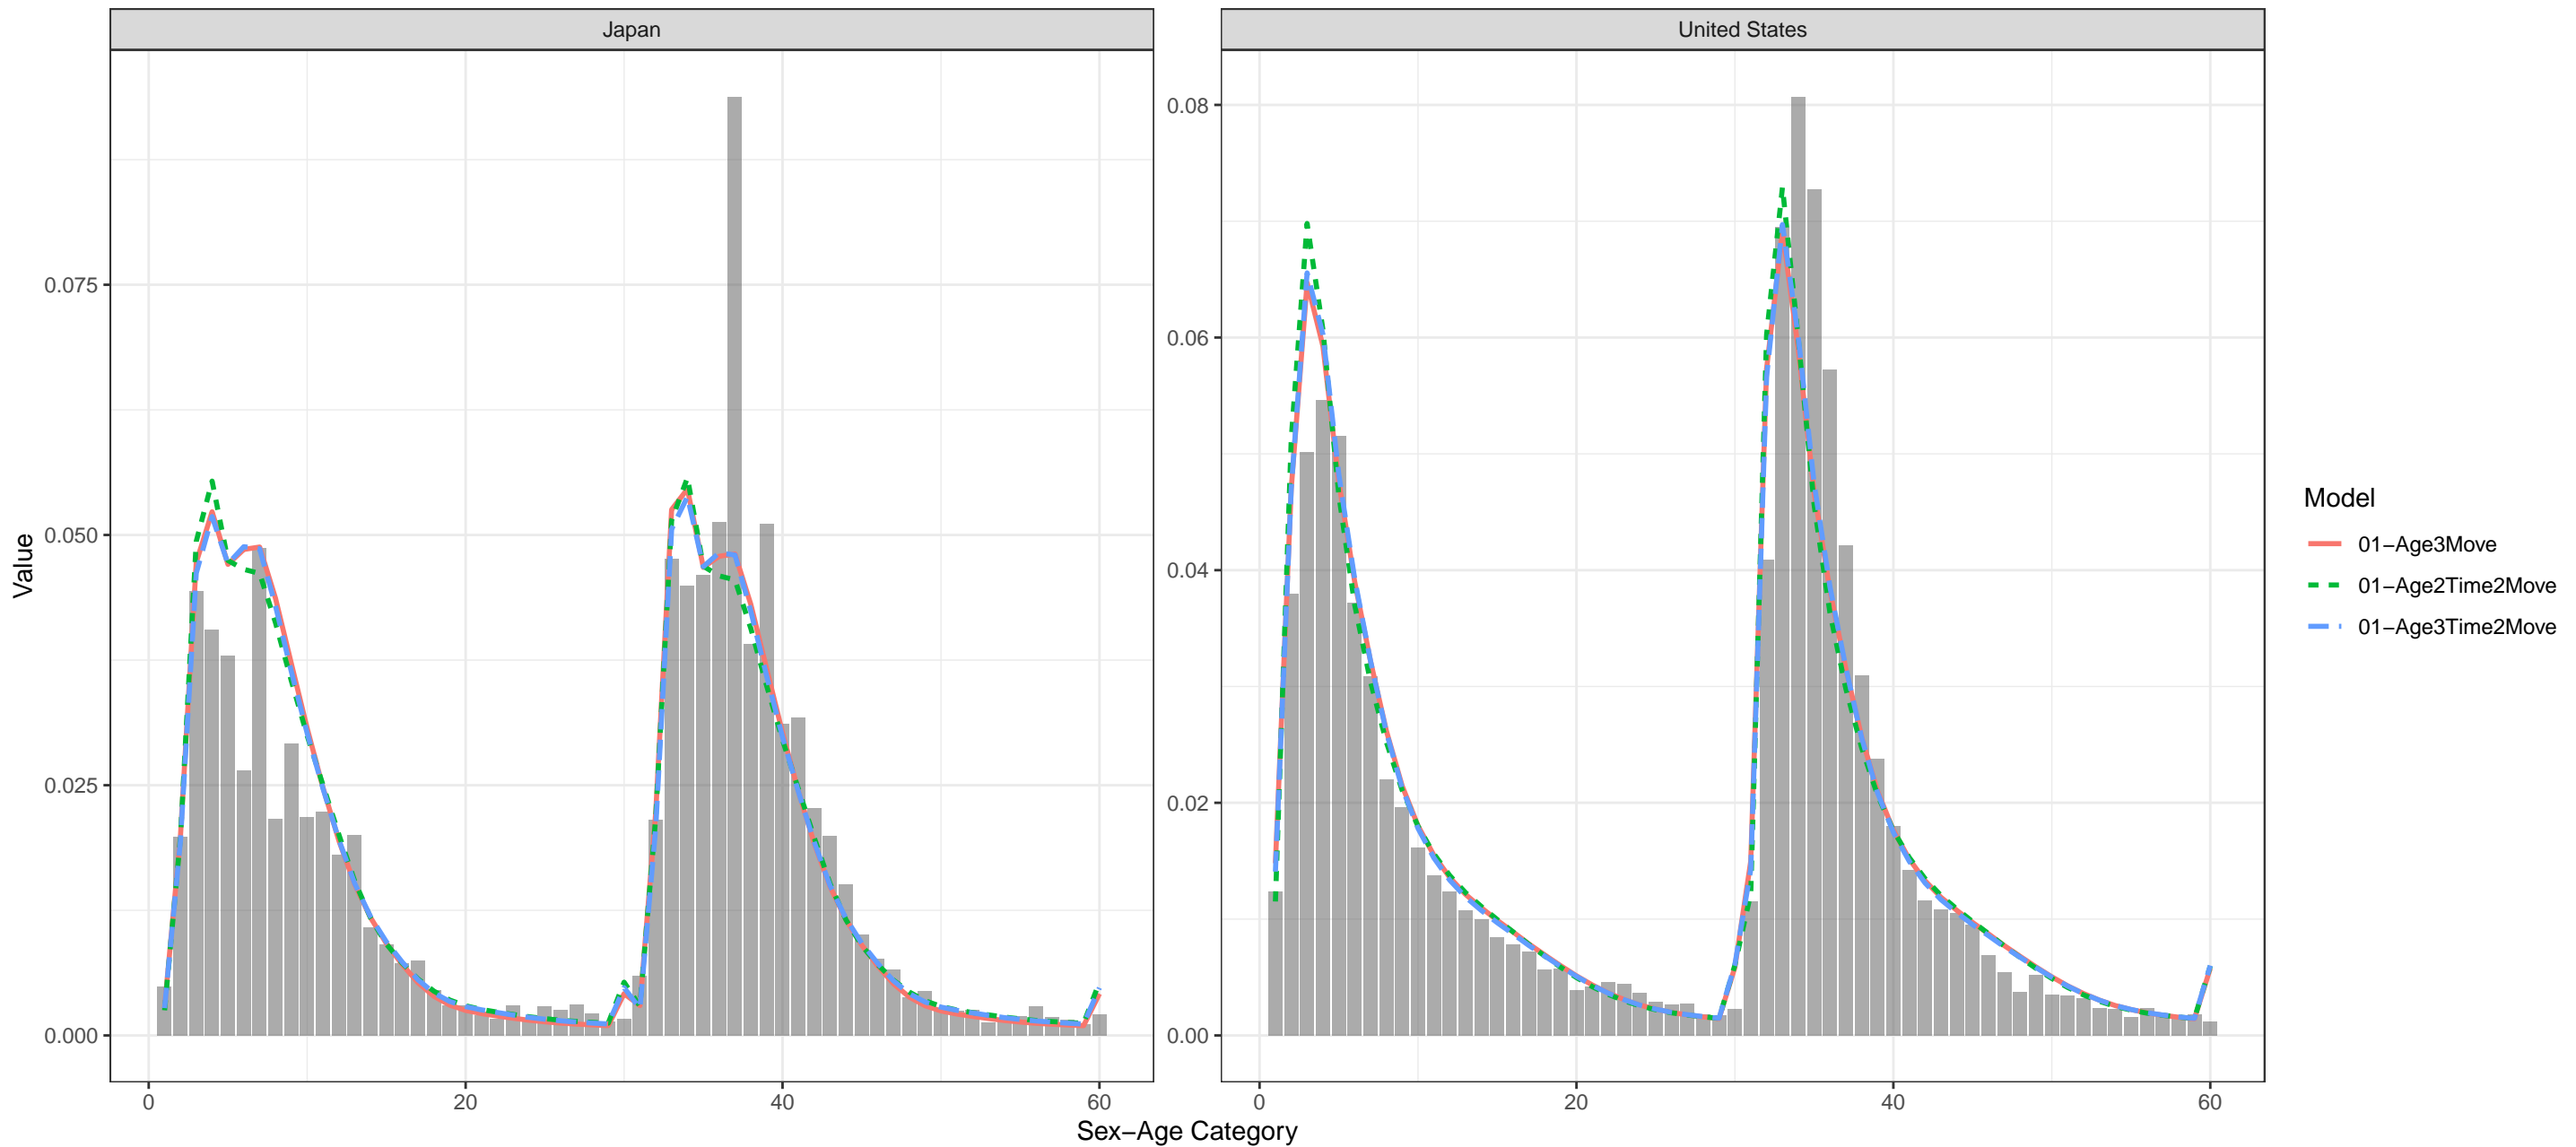 Japan
United States
Value
0.075
0.050
0.025
0.000
0.08
0.06
0.04
0.02
0.00
0 20 40 60
0 20 40 60
Sex−Age Category
Model
01−Age3Move
01−Age2Time2Move
01−Age3Time2Move